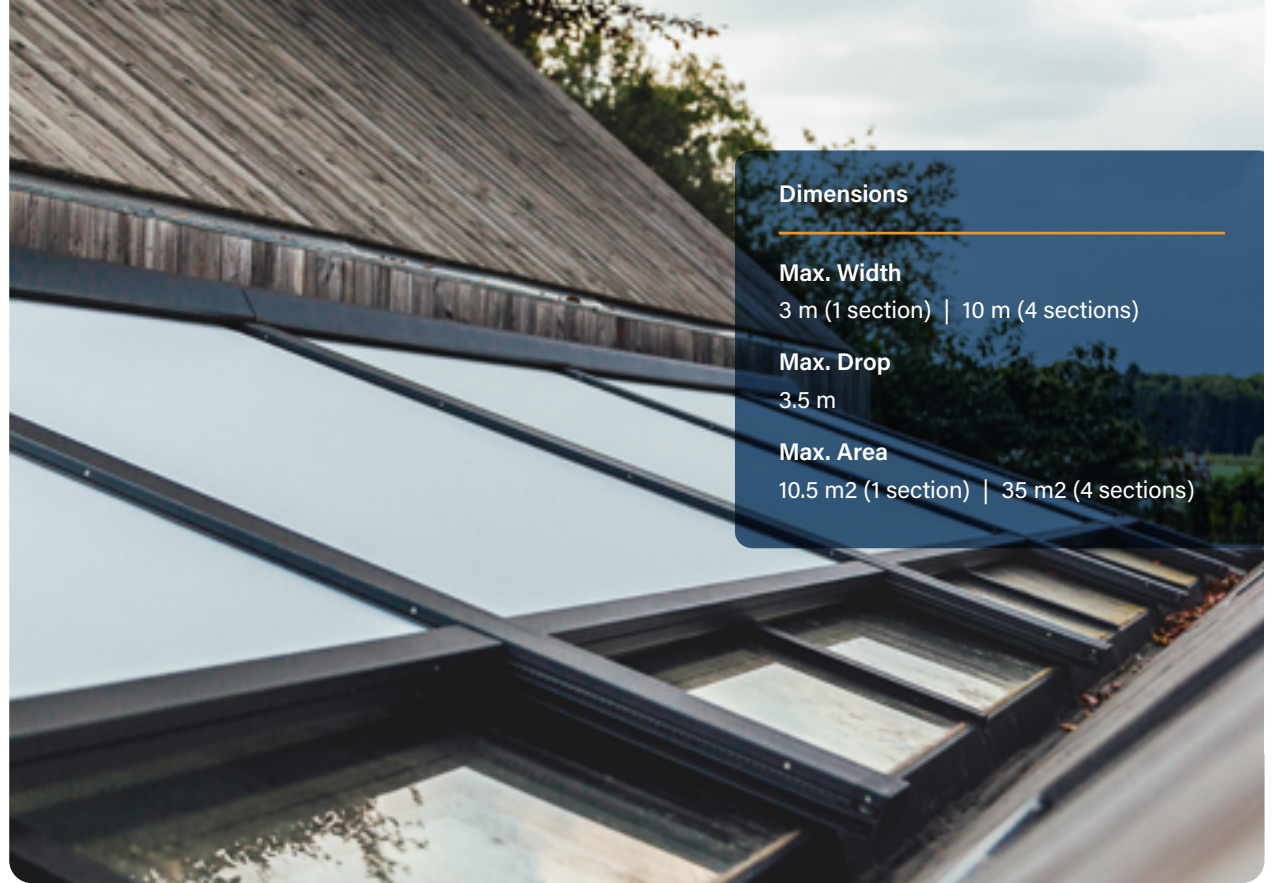 Dimensions
Max. Width
3 m (1 section) | 10 m (4 sections)
Max. Drop
3.5 m
Max. Area
10.5 m2 (1 section) | 35 m2 (4 sections)